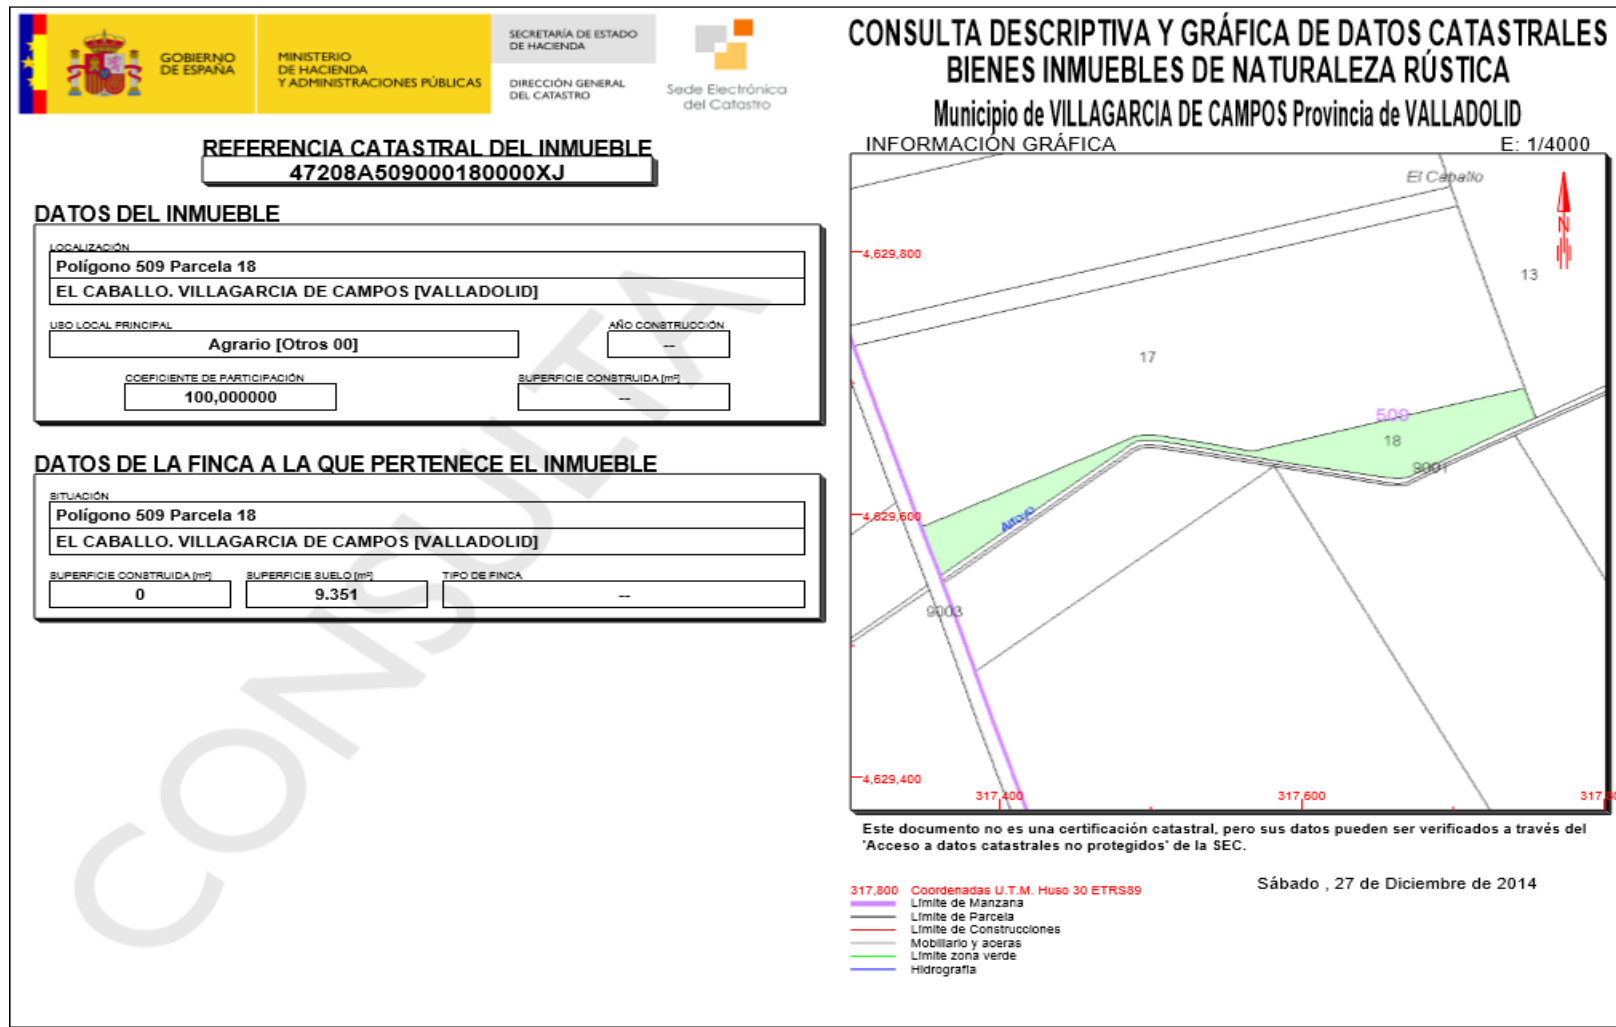 GOBIERNO
DE ESPAÑA
MINISTERIO
DE HACIENDA
Y ADMINISTRACIONES PÚBLICAS
SECRETARÍA DE ESTADO
DE HACIENDA
DIRECCIÓN GENERAL
DEL CATASTRO
Sede Electrónica
del Catastro
CONSULTA DESCRIPTIVA Y GRÁFICA DE DATOS CATASTRALES
BIENES INMUEBLES DE NATURALEZA RÚSTICA
Municipio de VILLAGARCIA DE CAMPOS Provincia de VALLADOLID
REFERENCIA CATASTRAL DEL INMUEBLE
47208A509000180000XJ
DATOS DEL INMUEBLE
LOCALIZACIÓN
Polígono 509 Parcela 18
EL CABALLO. VILLAGARCIA DE CAMPOS [VALLADOLID]
USO LOCAL PRINCIPAL
AÑO CONSTRUCCIÓN
Agrario [Otros 00]
--
COEFICIENTE DE PARTICIPACIÓN
SUPERFICIE CONSTRUIDA [m²]
100,000000
--
DATOS DE LA FINCA A LA QUE PERTENECE EL INMUEBLE
SITUACIÓN
Polígono 509 Parcela 18
EL CABALLO. VILLAGARCIA DE CAMPOS [VALLADOLID]
SUPERFICIE CONSTRUIDA [m²]
SUPERFICIE SUELO [m²]
TIPO DE FINCA
0
9.351
--
CONSULTA
INFORMACIÓN GRÁFICA
E: 1/4000
El Caballo
N
4,629,800
13
17
509
18
9001
4,629,600
Arroyo
9003
4,629,400
317,400
317,600
Este documento no es una certificación catastral, pero sus datos pueden ser verificados a través del
"Acceso a datos catastrales no protegidos" de la SEC.
Sábado , 27 de Diciembre de 2014
317,800 Coordenadas U.T.M. Huso 30 ETRS89
Límite de Manzana
Límite de Parcela
Límite de Construcciones
Mobiliario y aceras
Límite zona verde
Hidrografía